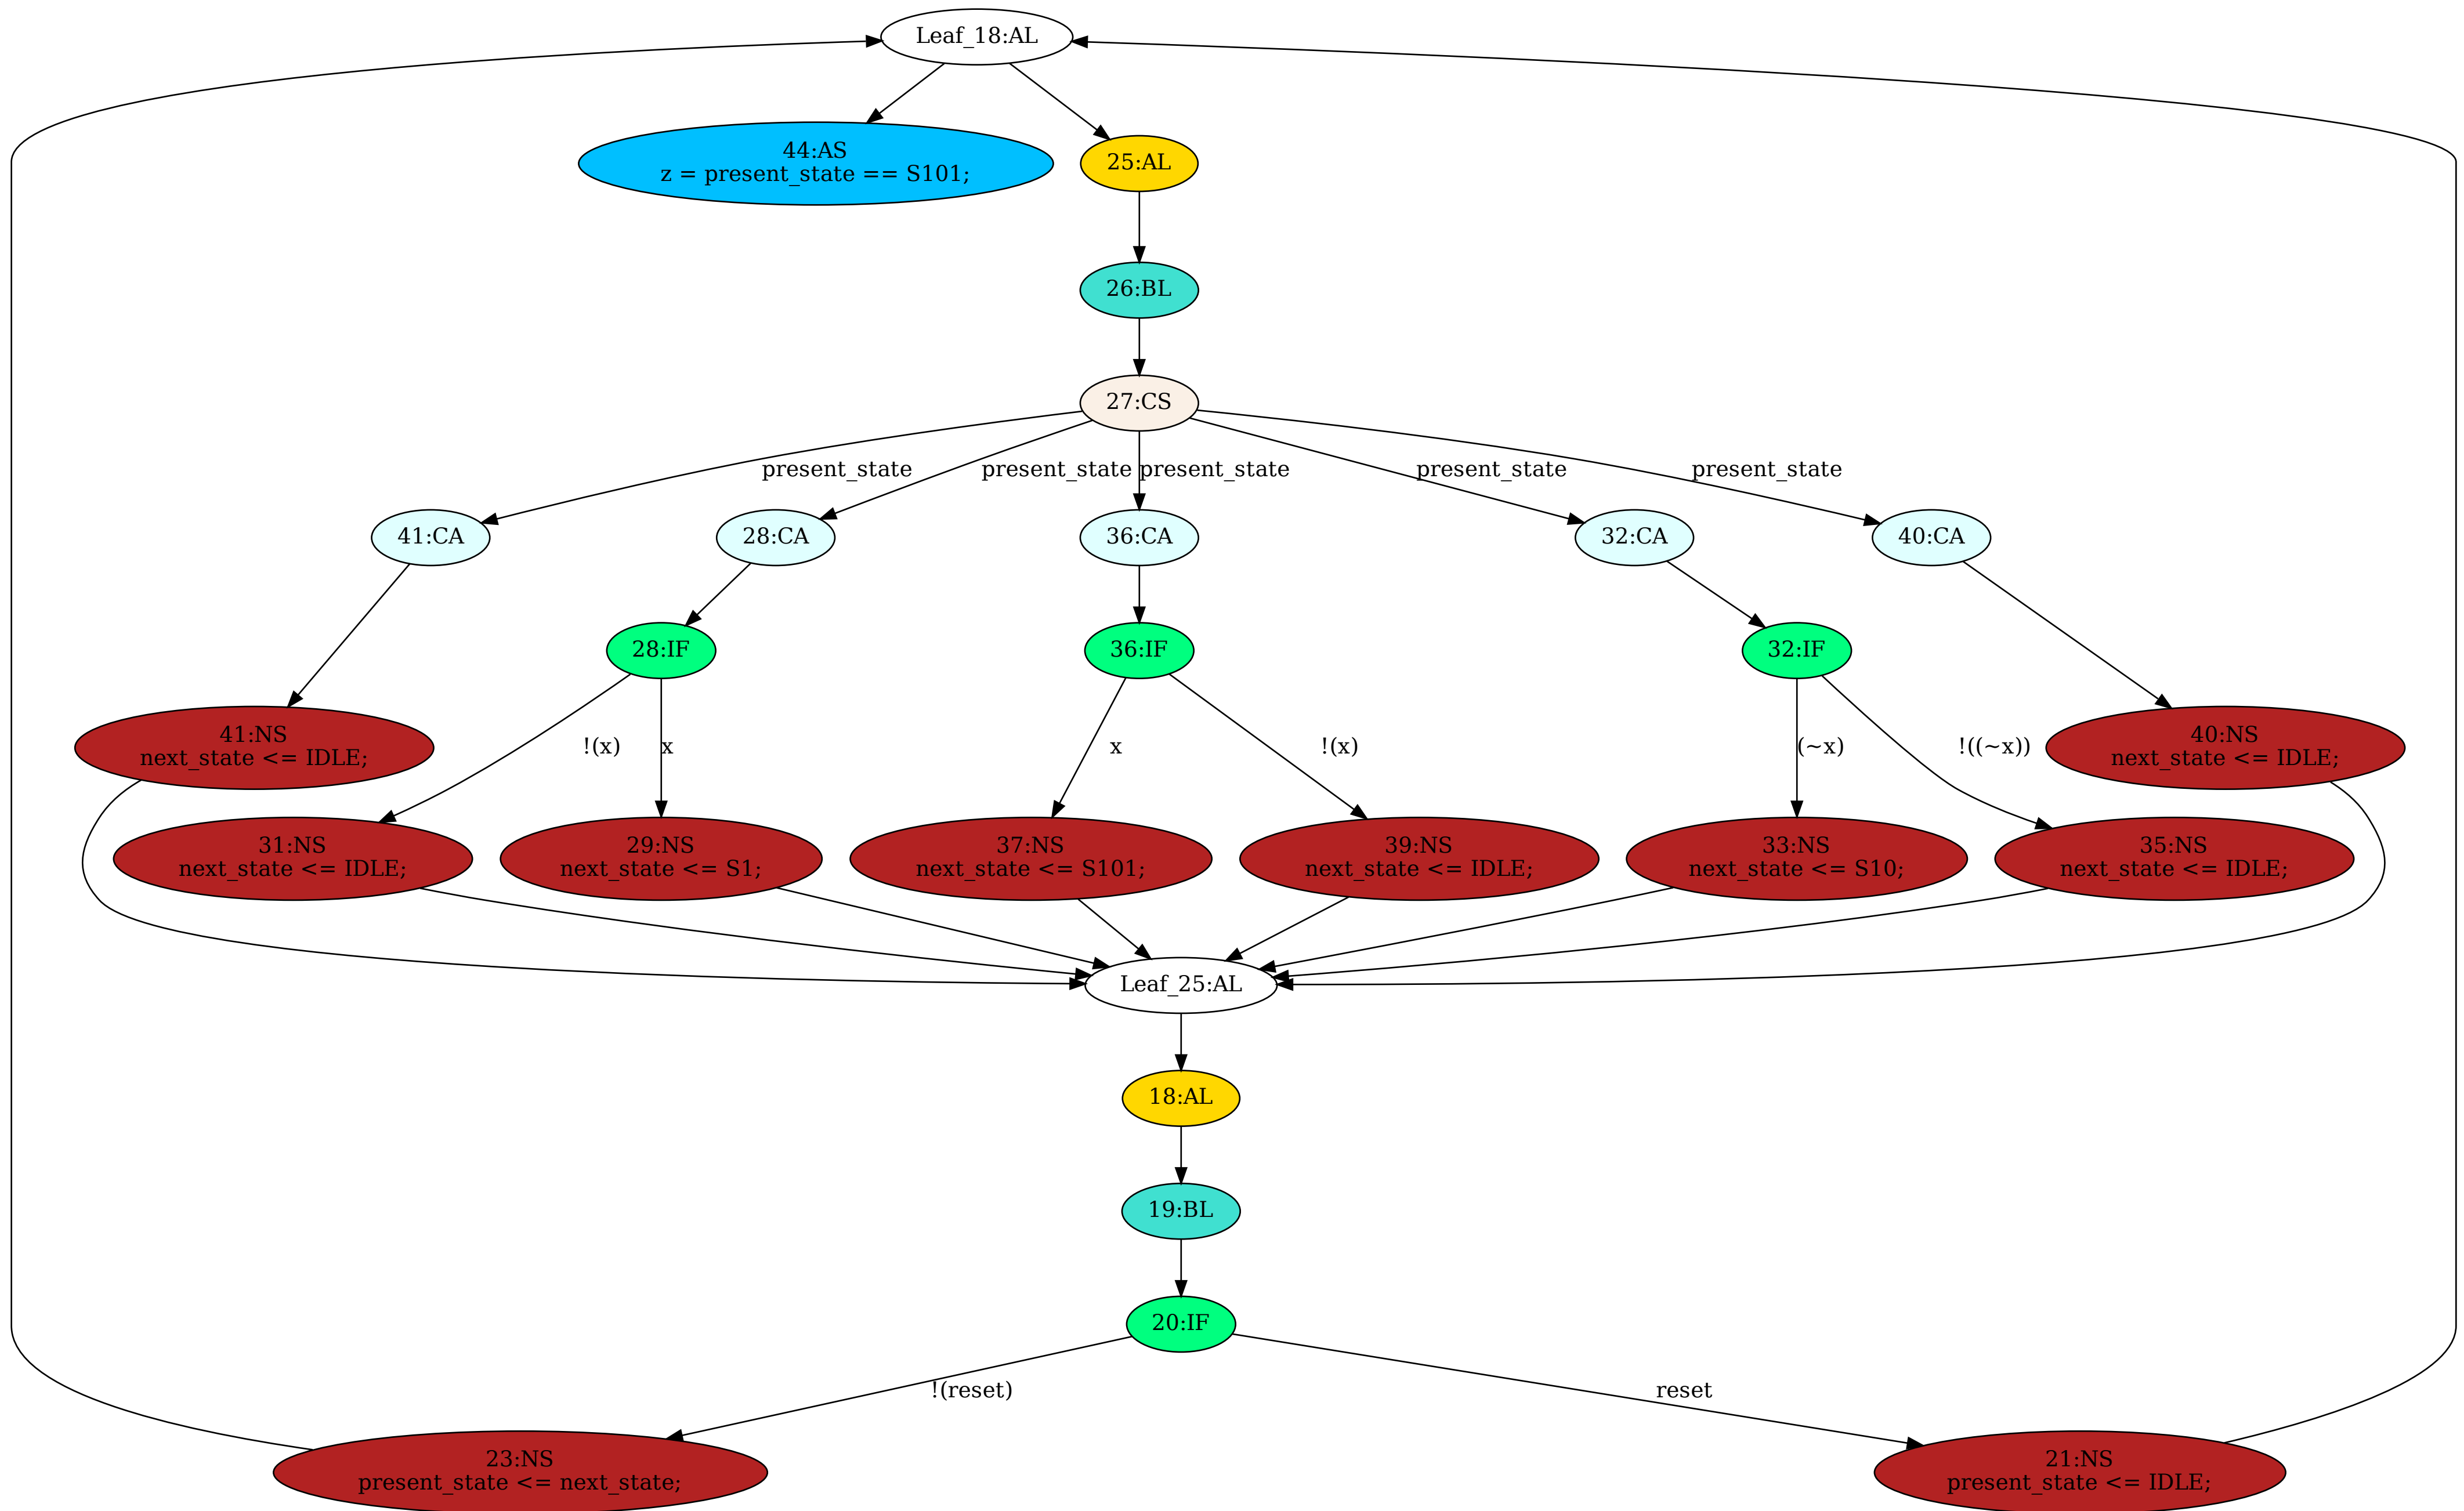 Leaf_18:AL
44:AS
z = present_state == S101;
25:AL
26:BL
27:CS
present_state
present_state
present_state
present_state
present_state
41:CA
28:CA
36:CA
32:CA
40:CA
28:IF
36:IF
32:IF
41:NS
next_state <= IDLE;
!(x)
x
x
!(x)
(~x)
!((~x))
40:NS
next_state <= IDLE;
31:NS
next_state <= IDLE;
29:NS
next_state <= S1;
37:NS
next_state <= S101;
39:NS
next_state <= IDLE;
33:NS
next_state <= S10;
35:NS
next_state <= IDLE;
Leaf_25:AL
18:AL
19:BL
20:IF
!(reset)
reset
23:NS
present_state <= next_state;
21:NS
present_state <= IDLE;